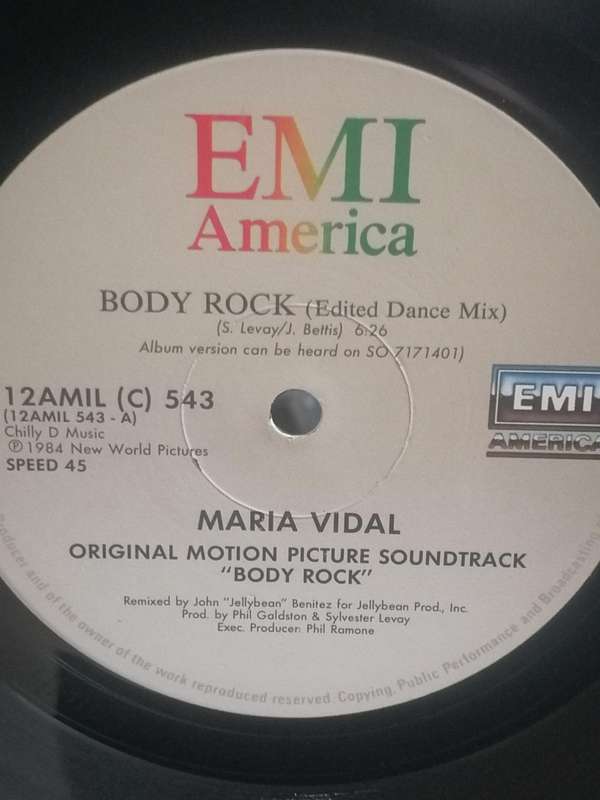 EMI
America
BODY ROCK (Edited Dance Mix)
(S. Levay/J. Bettis) 6:26
Album version can be heard on SO 7171401)
12AMIL (C) 543
(12AMIL 543 - A)
Chilly D Music
℗ 1984 New World Pictures
SPEED 45
EMI
AMERICA
MARIA VIDAL
ORIGINAL MOTION PICTURE SOUNDTRACK
"BODY ROCK"
Remixed by John "Jellybean" Benitez for Jellybean Prod., Inc.
Prod. by Phil Galdston & Sylvester Levay
Exec. Producer: Phil Ramone
Producer and of the owner of the work reproduced reserved. Copying, Public Performance and Broadcasting